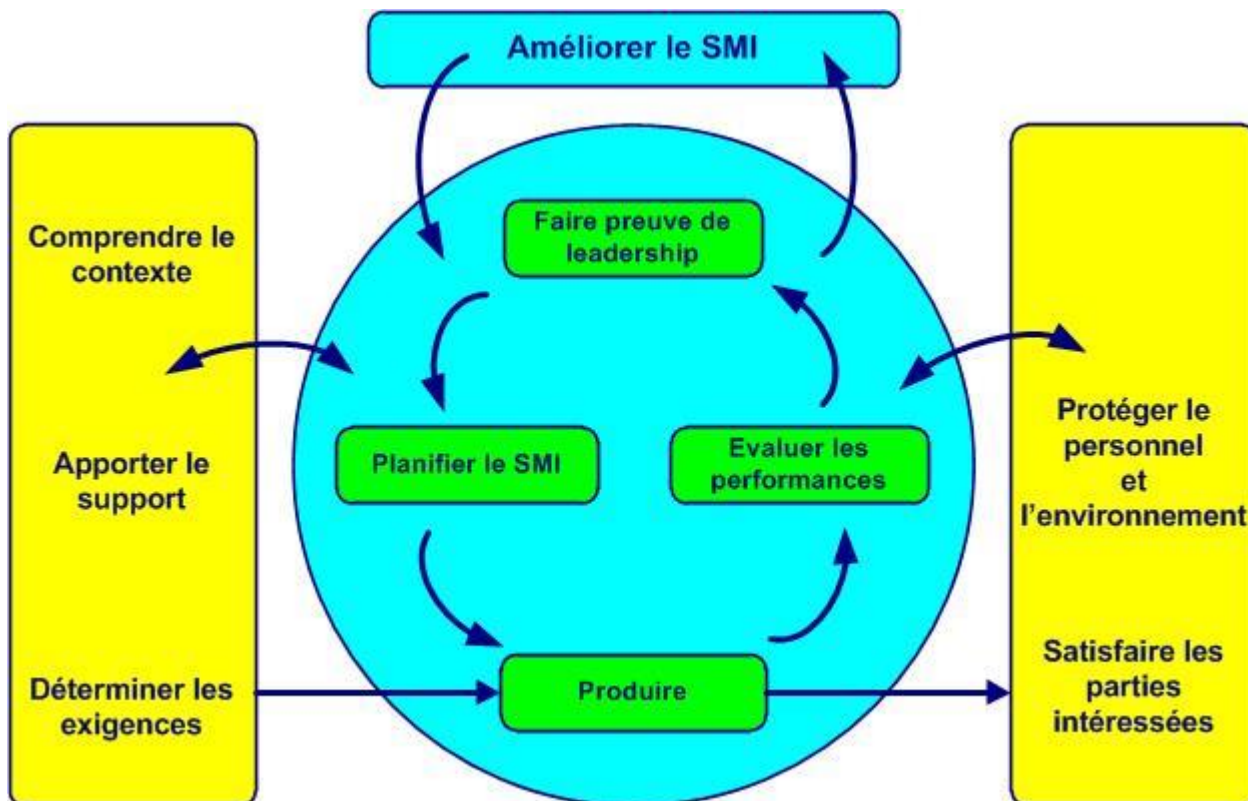 Améliorer le SMI
Comprendre le
contexte
Apporter le
support
Déterminer les
exigences
Faire preuve de
leadership
Planifier le SMI
Evaluer les
performances
Produire
Protéger le
personnel
et
l'environnement
Satisfaire les
parties
intéressées